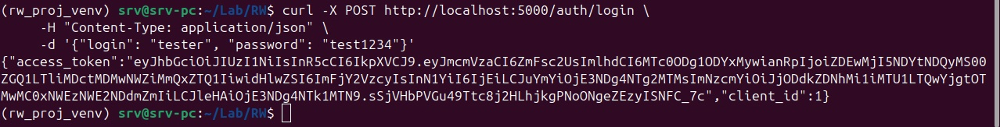 (rw_proj_venv) srv@srv-pc:~/Lab/RW$ curl -X POST http://localhost:5000/auth/login \
-H "Content-Type: application/json" \
-d '{"login": "tester", "password": "test1234"}'
{"access_token":"eyJhbGciOiJIUzI1NiIsInR5cCI6IkpXVCJ9.eyJmcmVzaCI6ZmFsc2UsImlhdCI6MTc0ODg1ODYxMywianRpIjoiZDEwMjI5NDYtNDQyMS00
ZGQ1LTliMDctMDMwNWZiMmQxZTQ1IiwidHlwZSI6ImFjY2VzcyIsInN1YiI6IjEiLCJuYmYiOjE3NDg4NTg2MTMsImNzcmYiOiJjODdkZDNhMi1iMTU1LTQwYjgtOT
MwMC0xNWEzNWE2NDdmZmIiLCJleHAiOjE3NDg4NTk1MTN9.sSjVHbPVGu49Ttc8j2HLhjkgPNoONgeZEzyISNFC_7c","client_id":1}
(rw_proj_venv) srv@srv-pc:~/Lab/RW$